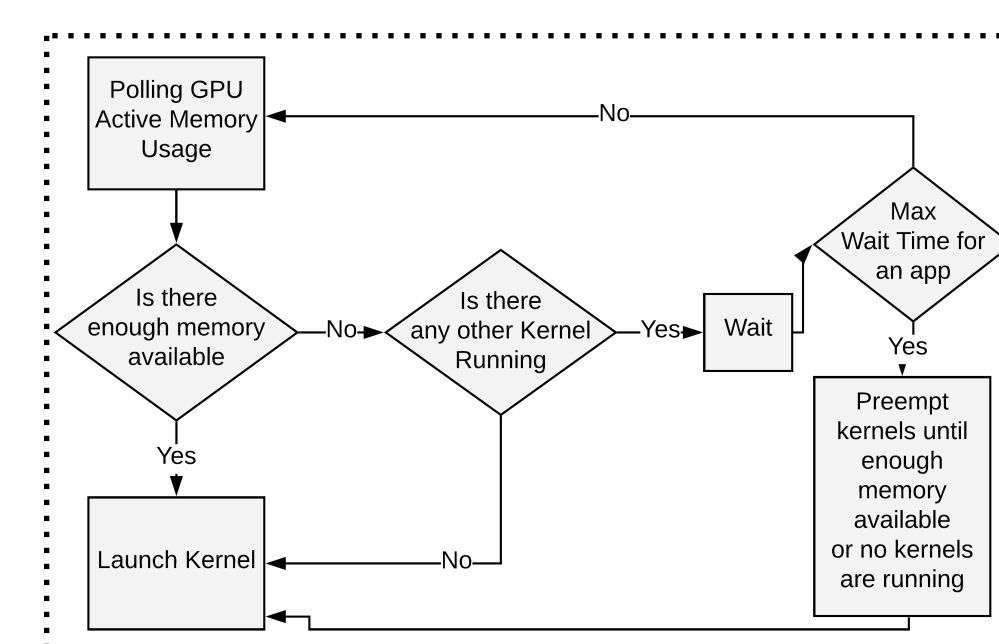 Polling GPU
Active Memory
Usage
No
Max
Wait Time for
an app
Is there
enough memory
available
No
Is there
any other Kernel
Running
Yes
Wait
Yes
Preempt
kernels until
enough
memory
available
or no kernels
are running
Yes
Launch Kernel
No